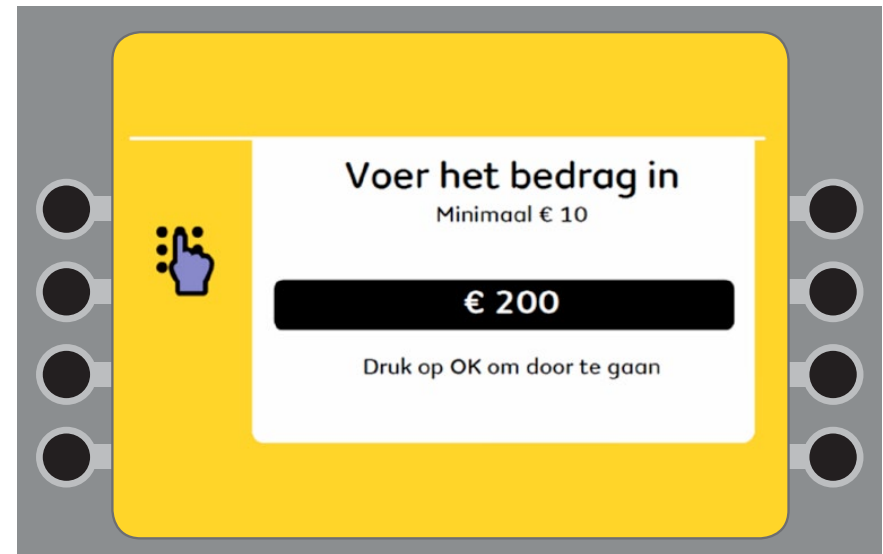 Voer het bedrag in
Minimaal € 10
€ 200
Druk op OK om door te gaan